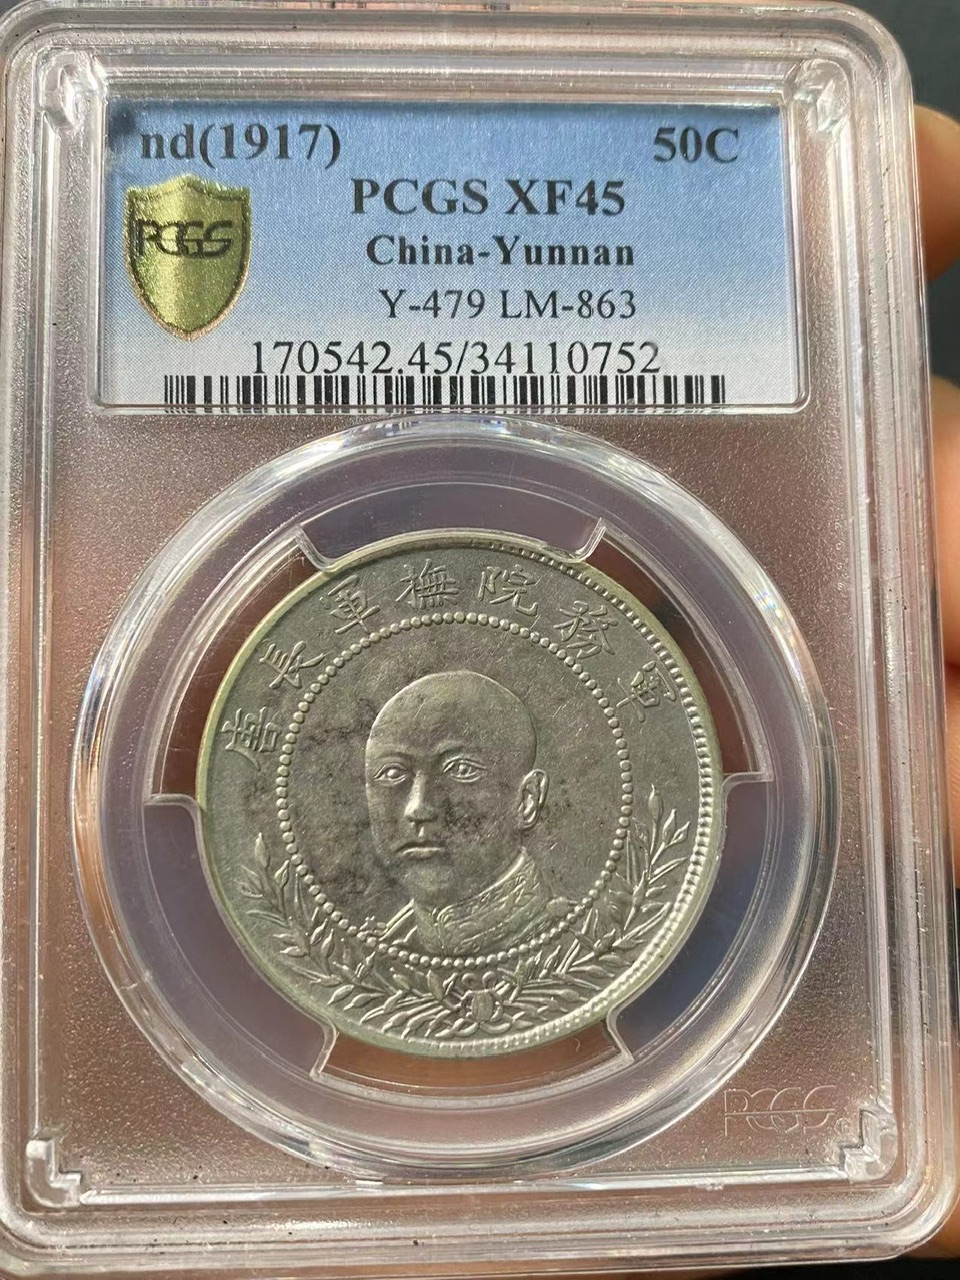 nd(1917) 50C
PCGS XF45
PCGS
China-Yunnan
Y-479 LM-863
170542.45/34110752
軍務院撫軍長唐
PCGS